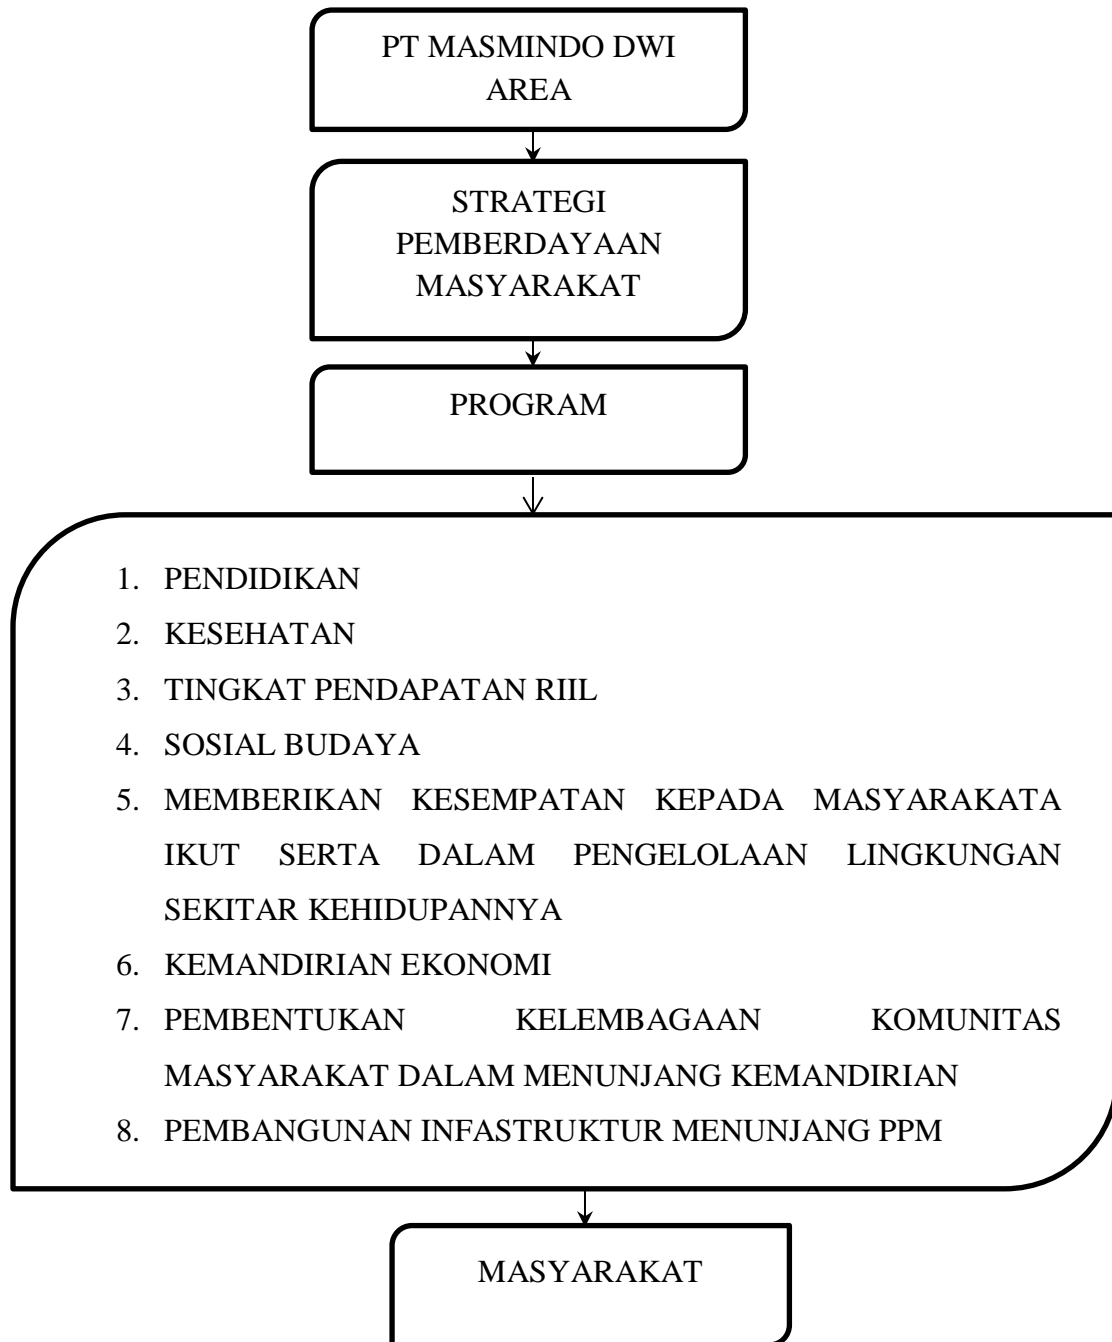 PT MASMINDO DWI
AREA
STRATEGI
PEMBERDAYAAN
MASYARAKAT
PROGRAM
1. PENDIDIKAN
2. KESEHATAN
3. TINGKAT PENDAPATAN RIIL
4. SOSIAL BUDAYA
5. MEMBERIKAN KESEMPATAN KEPADA MASYARAKATA
IKUT SERTA DALAM PENGELOLAAN LINGKUNGAN
SEKITAR KEHIDUPANNYA
6. KEMANDIRIAN EKONOMI
7. PEMBENTUKAN KELEMBAGAAN KOMUNITAS
MASYARAKAT DALAM MENUNJANG KEMANDIRIAN
8. PEMBANGUNAN INFASTRUKTUR MENUNJANG PPM
MASYARAKAT